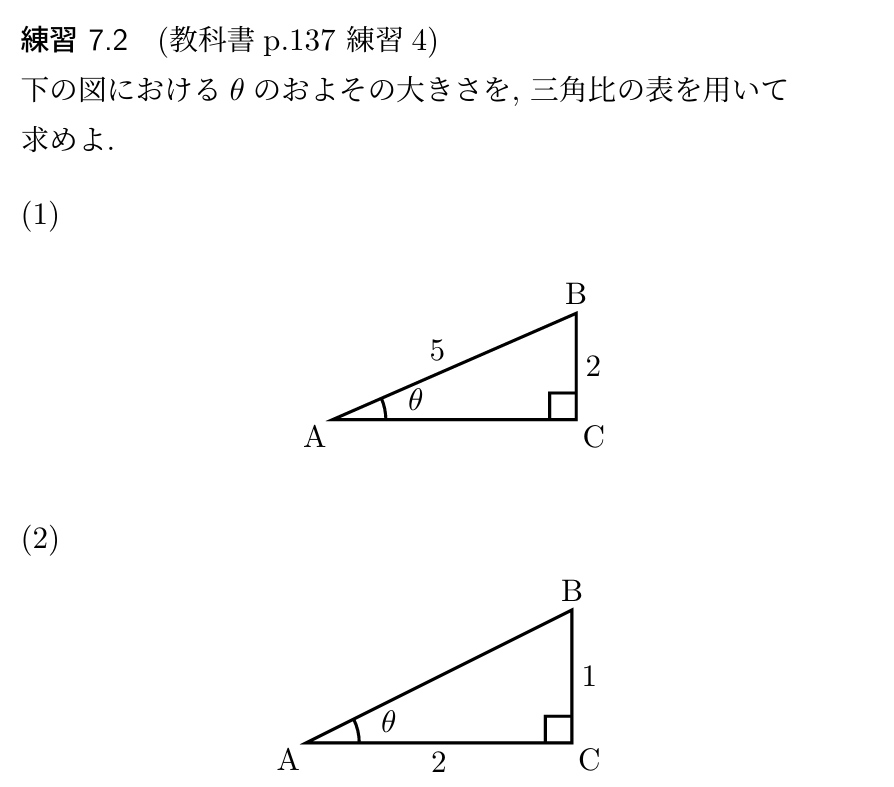 練習 7.2 (教科書 p.137 練習 4)
下の図における θ のおよその大きさを, 三角比の表を用いて
求めよ.
(1)
B
5
2
θ
A
C
(2)
B
1
θ
A
2
C